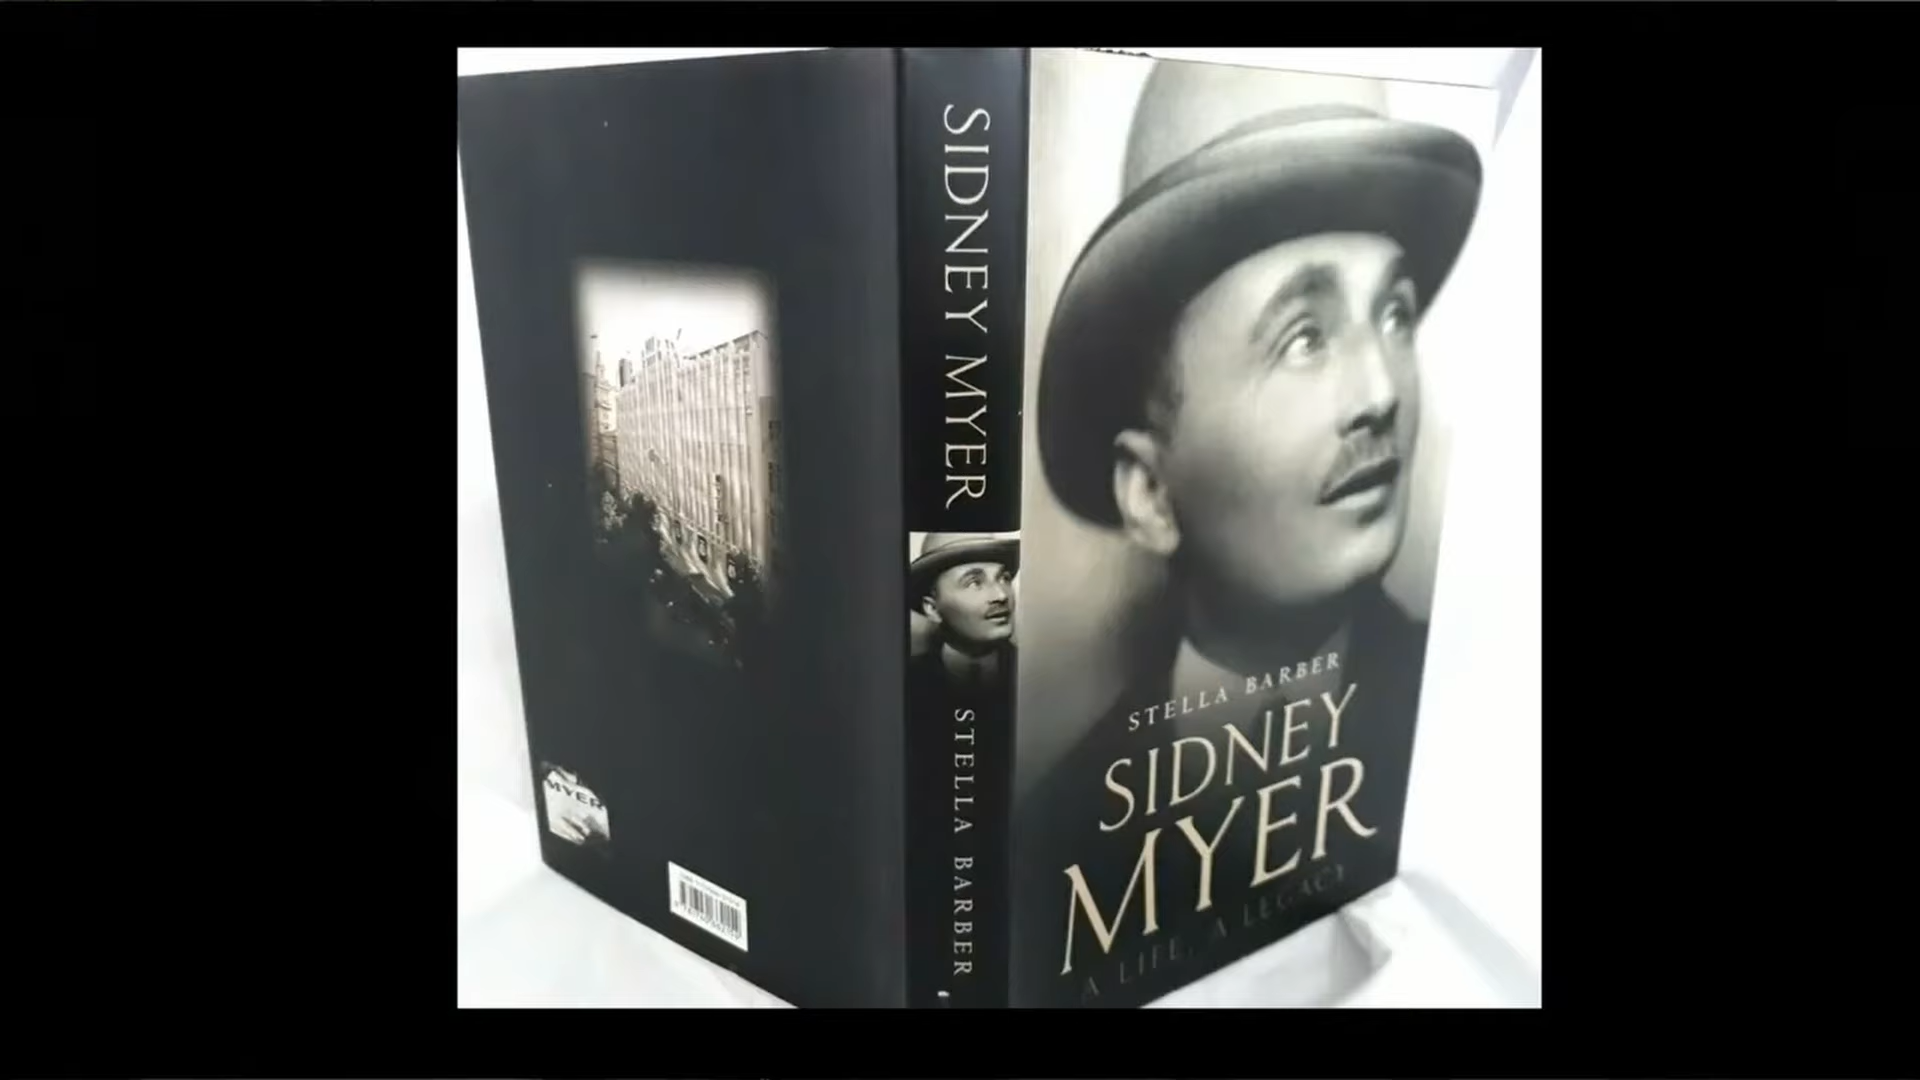 MYER
SIDNEY MYER
STELLA BARBER
STELLA BARBER
SIDNEY
MYER
A LIFE, A LEGACY